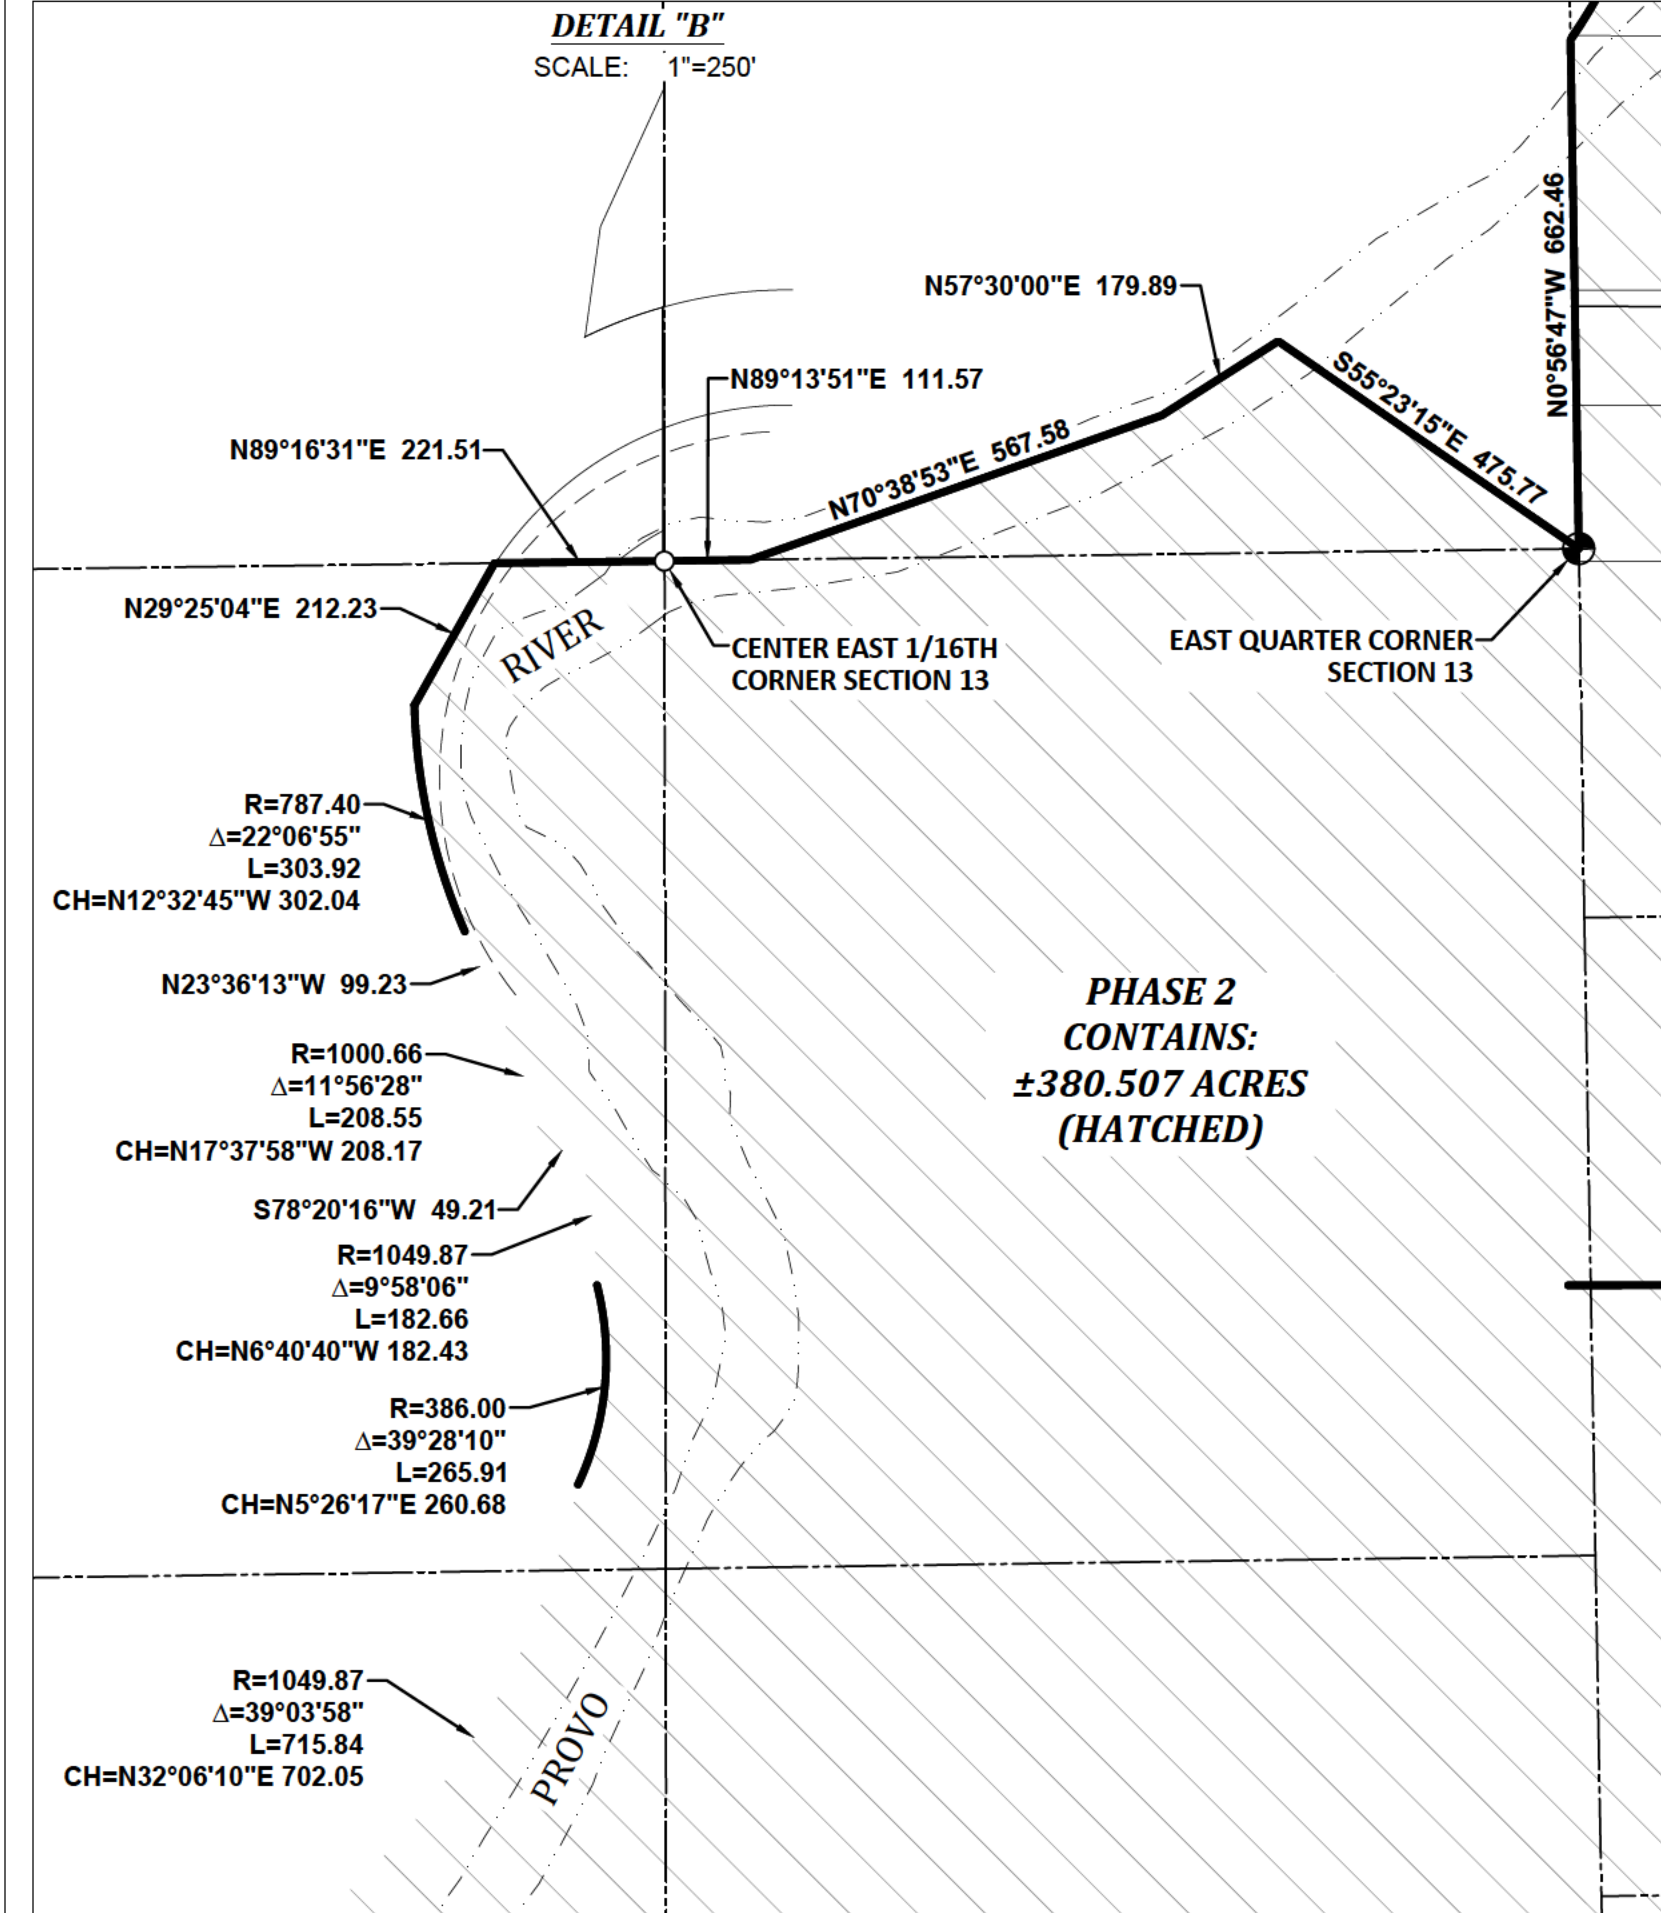 DETAIL "B"
SCALE: 1"=250'
N0°56'47"W 662.46
N57°30'00"E 179.89
S55°23'15"E 475.77
N89°13'51"E 111.57
N70°38'53"E 567.58
N89°16'31"E 221.51
N29°25'04"E 212.23
RIVER
CENTER EAST 1/16TH
CORNER SECTION 13
EAST QUARTER CORNER
SECTION 13
R=787.40
Δ=22°06'55"
L=303.92
CH=N12°32'45"W 302.04
N23°36'13"W 99.23
PHASE 2
CONTAINS:
±380.507 ACRES
(HATCHED)
R=1000.66
Δ=11°56'28"
L=208.55
CH=N17°37'58"W 208.17
S78°20'16"W 49.21
R=1049.87
Δ=9°58'06"
L=182.66
CH=N6°40'40"W 182.43
R=386.00
Δ=39°28'10"
L=265.91
CH=N5°26'17"E 260.68
R=1049.87
Δ=39°03'58"
L=715.84
CH=N32°06'10"E 702.05
PROVO